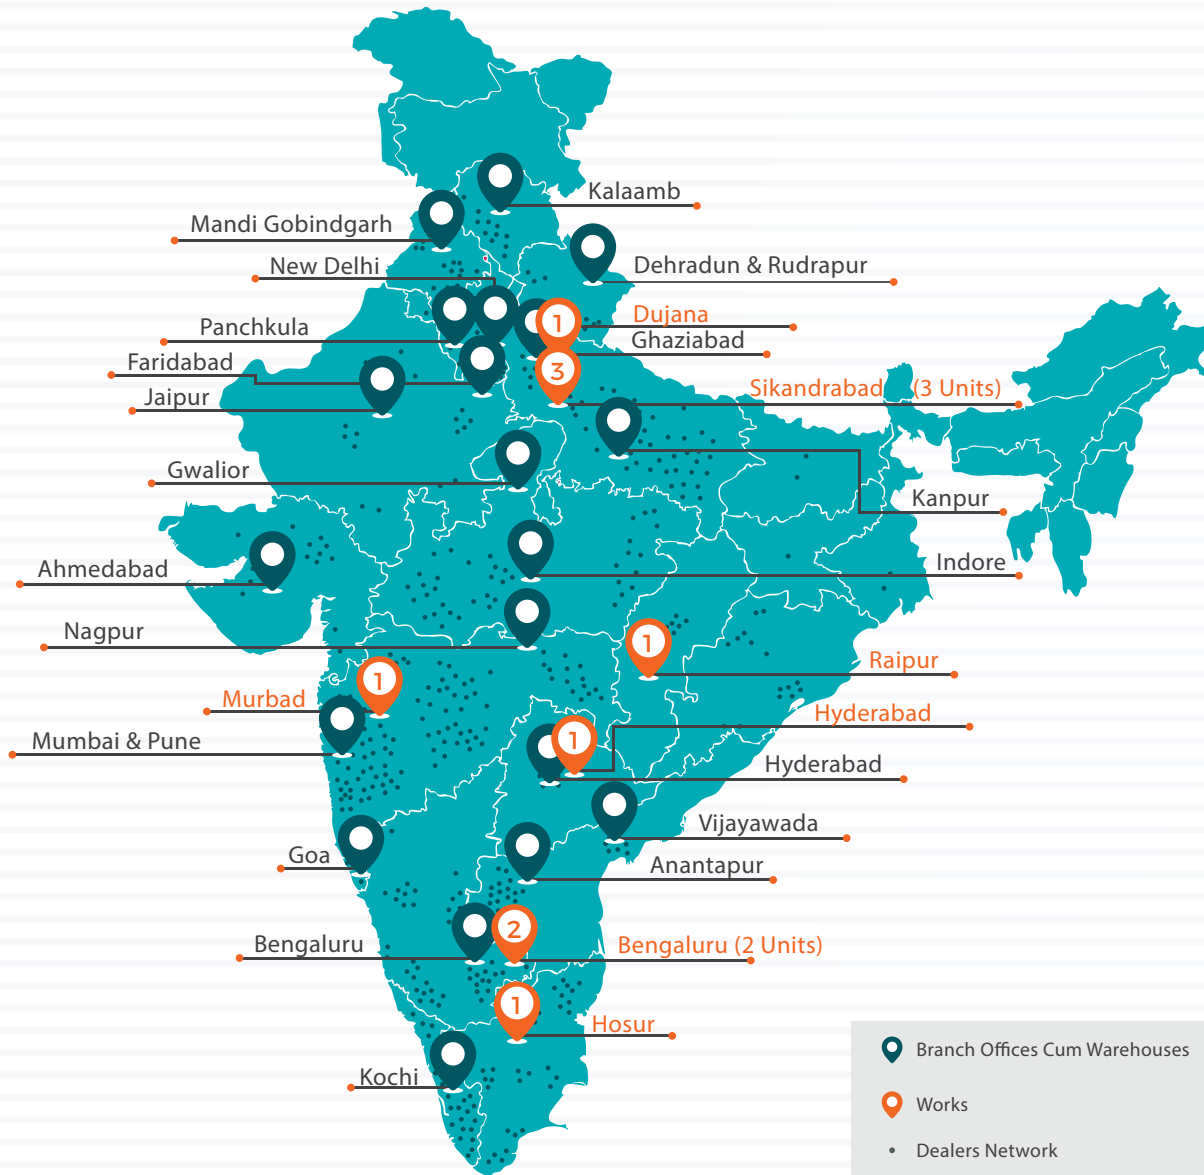 Kalaamb
Mandi Gobindgarh
New Delhi
Dehradun & Rudrapur
1
Dujana
Panchkula
Ghaziabad
Faridabad
3
Sikandrabad (3 Units)
Jaipur
Gwalior
Kanpur
Ahmedabad
Indore
Nagpur
1
Raipur
1
Murbad
Hyderabad
Mumbai & Pune
1
Hyderabad
Vijayawada
Goa
Anantapur
Bengaluru
2
Bengaluru (2 Units)
1
Hosur
Kochi
Branch Offices Cum Warehouses
Works
Dealers Network